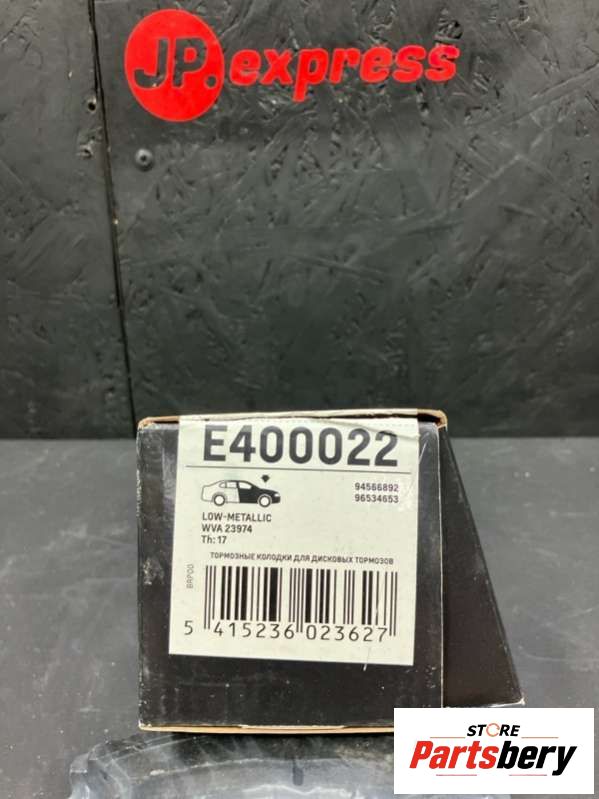 JP.express
E400022
94566892
96534653
LOW-METALLIC
WVA 23974
Th: 17
ТОРМОЗНЫЕ КОЛОДКИ ДЛЯ ДИСКОВЫХ ТОРМОЗОВ
BRP00
5 415236 023627
STORE
Partsbery